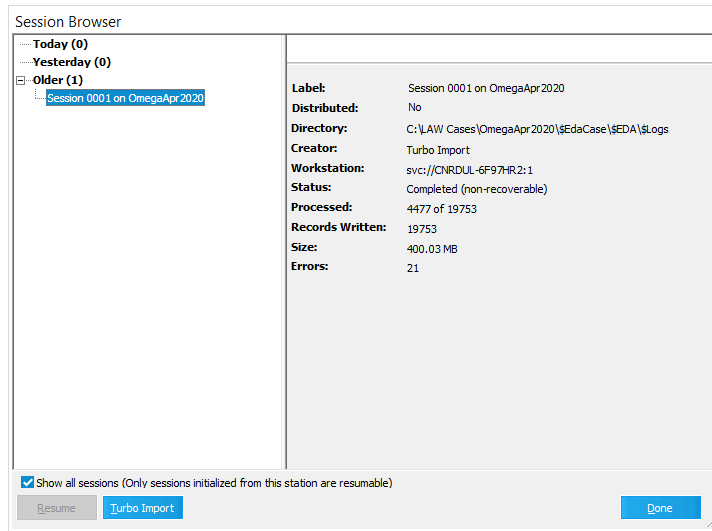 Session Browser
Today (0)
Yesterday (0)
Older (1)
Session 0001 on OmegaApr2020
Label: Session 0001 on OmegaApr2020
Distributed: No
Directory: C:\LAW Cases\OmegaApr2020\$EdaCase\$EDA\$Logs
Creator: Turbo Import
Workstation: svc://CNRDUL-6F97HR2:1
Status: Completed (non-recoverable)
Processed: 4477 of 19753
Records Written: 19753
Size: 400.03 MB
Errors: 21
Show all sessions (Only sessions initialized from this station are resumable)
Resume Turbo Import Done